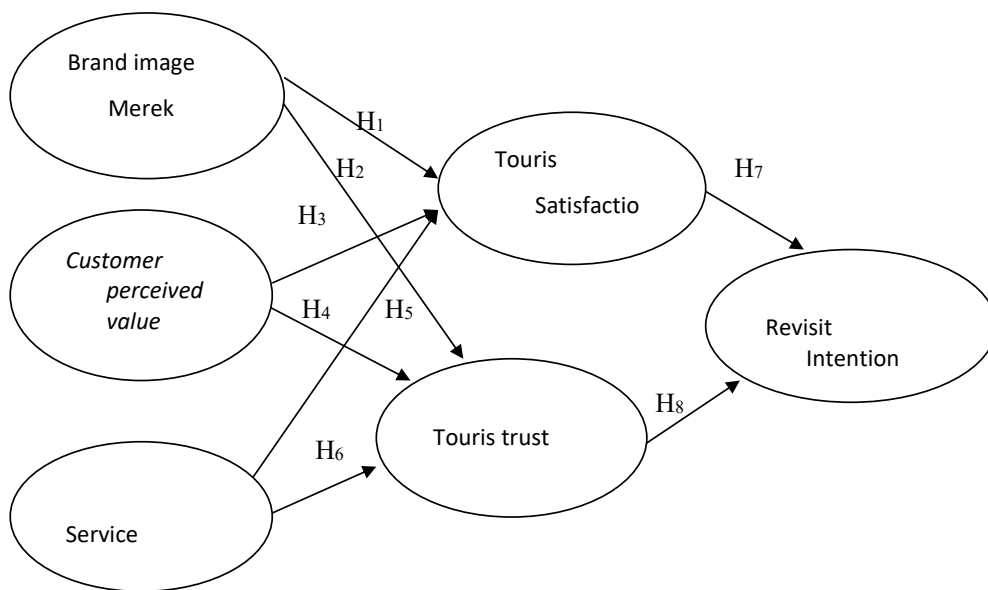 Brand image
Merek
H1
H2
Touris
Satisfactio
H7
H3
Customer
perceived
value
H4
H5
Revisit
Intention
H8
Touris trust
H6
Service